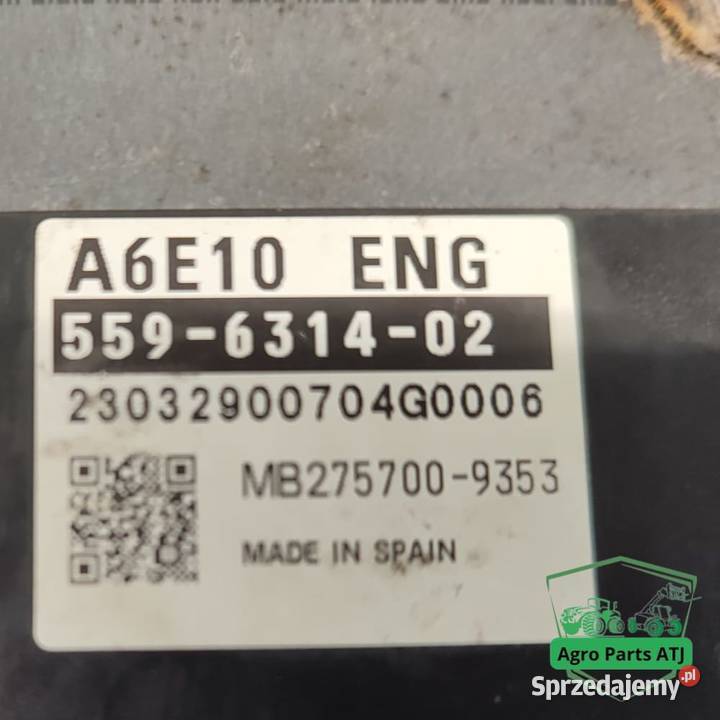 A6E10 ENG
559-6314-02
23032900704G0006
MB275700-9353
MADE IN SPAIN
Agro Parts ATJ
Sprzedajemy.pl